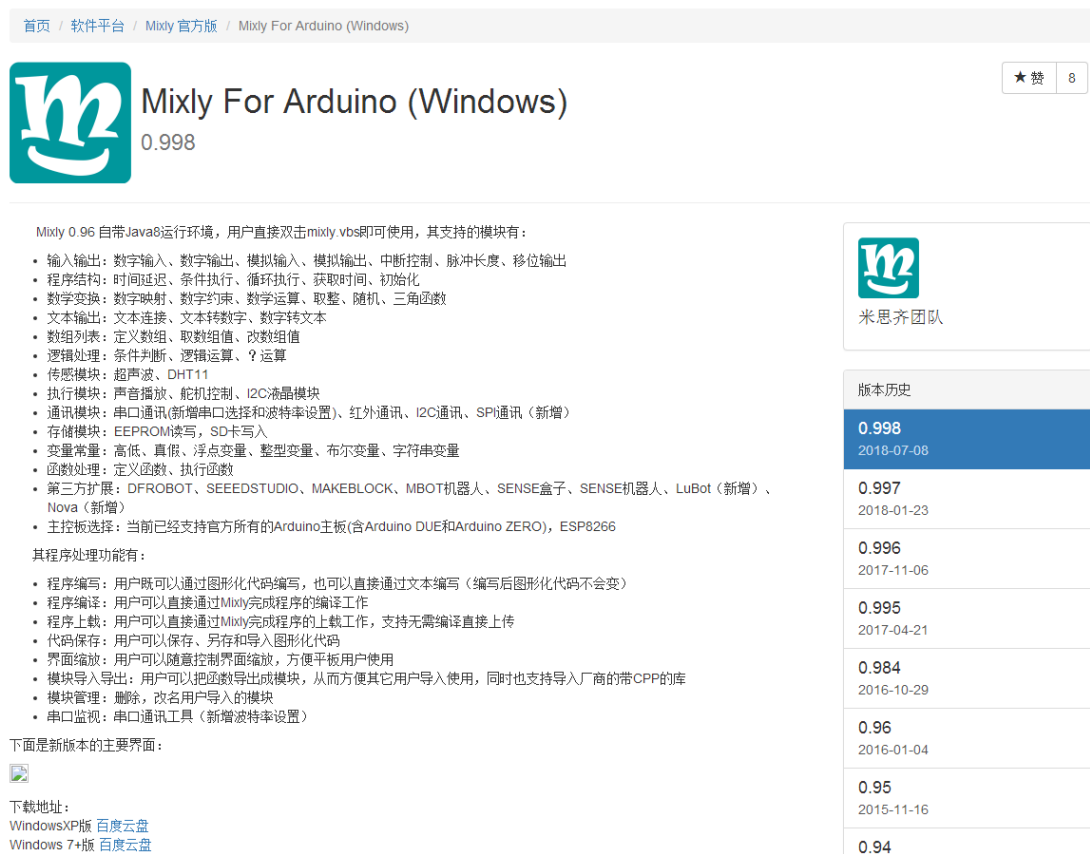 首页 / 软件平台 / Mixly 官方版 / Mixly For Arduino (Windows)
m
Mixly For Arduino (Windows)
0.998
★ 赞 8
Mixly 0.96 自带Java8运行环境，用户直接双击mixly.vbs即可使用，其支持的模块有：
• 输入输出：数字输入、数字输出、模拟输入、模拟输出、中断控制、脉冲长度、移位输出
• 程序结构：时间延迟、条件执行、循环执行、获取时间、初始化
• 数学变换：数字映射、数字约束、数学运算、取整、随机、三角函数
• 文本输出：文本连接、文本转数字、数字转文本
• 数组列表：定义数组、取数组值、改数组值
• 逻辑处理：条件判断、逻辑运算、？运算
• 传感模块：超声波、DHT11
• 执行模块：声音播放、舵机控制、I2C液晶模块
• 通讯模块：串口通讯(新增串口选择和波特率设置)、红外通讯、I2C通讯、SPI通讯（新增）
• 存储模块：EEPROM读写，SD卡写入
• 变量常量：高低、真假、浮点变量、整型变量、布尔变量、字符串变量
• 函数处理：定义函数、执行函数
• 第三方扩展：DFROBOT、SEEEDSTUDIO、MAKEBLOCK、MBOT机器人、SENSE盒子、SENSE机器人、LuBot（新增）、
Nova（新增）
• 主控板选择：当前已经支持官方所有的Arduino主板(含Arduino DUE和Arduino ZERO)，ESP8266
其程序处理功能有：
• 程序编写：用户既可以通过图形化代码编写，也可以直接通过文本编写（编写后图形化代码不会变）
• 程序编译：用户可以直接通过Mixly完成程序的编译工作
• 程序上载：用户可以直接通过Mixly完成程序的上载工作，支持无需编译直接上传
• 代码保存：用户可以保存、另存和导入图形化代码
• 界面缩放：用户可以随意控制界面缩放，方便平板用户使用
• 模块导入导出：用户可以把函数导出成模块，从而方便其它用户导入使用，同时也支持导入厂商的带CPP的库
• 模块管理：删除，改名用户导入的模块
• 串口监视：串口通讯工具（新增波特率设置）
下面是新版本的主要界面：
下载地址：
WindowsXP版 百度云盘
Windows 7+版 百度云盘
m
米思齐团队
版本历史
0.998
2018-07-08
0.997
2018-01-23
0.996
2017-11-06
0.995
2017-04-21
0.984
2016-10-29
0.96
2016-01-04
0.95
2015-11-16
0.94